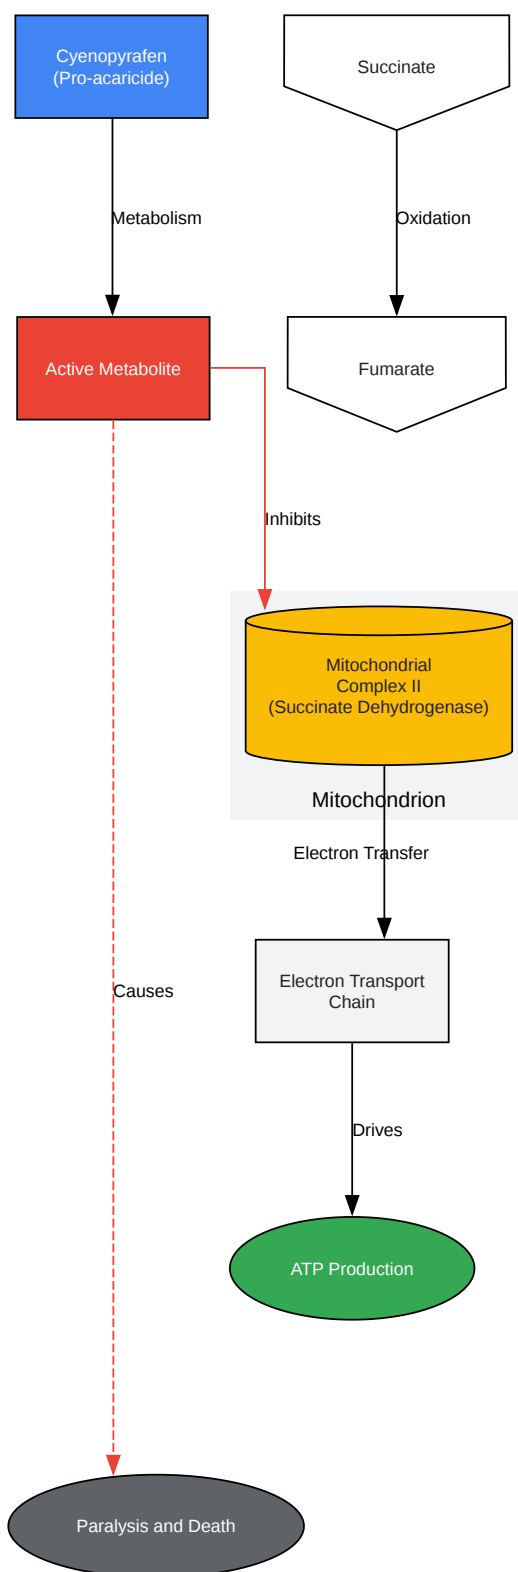 Cyenopyrafen
(Pro-acaricide)
Succinate
Metabolism
Oxidation
Active Metabolite
Fumarate
Inhibits
Mitochondrial
Complex II
(Succinate Dehydrogenase)
Mitochondrion
Electron Transfer
Electron Transport
Chain
Causes
Drives
ATP Production
Paralysis and Death